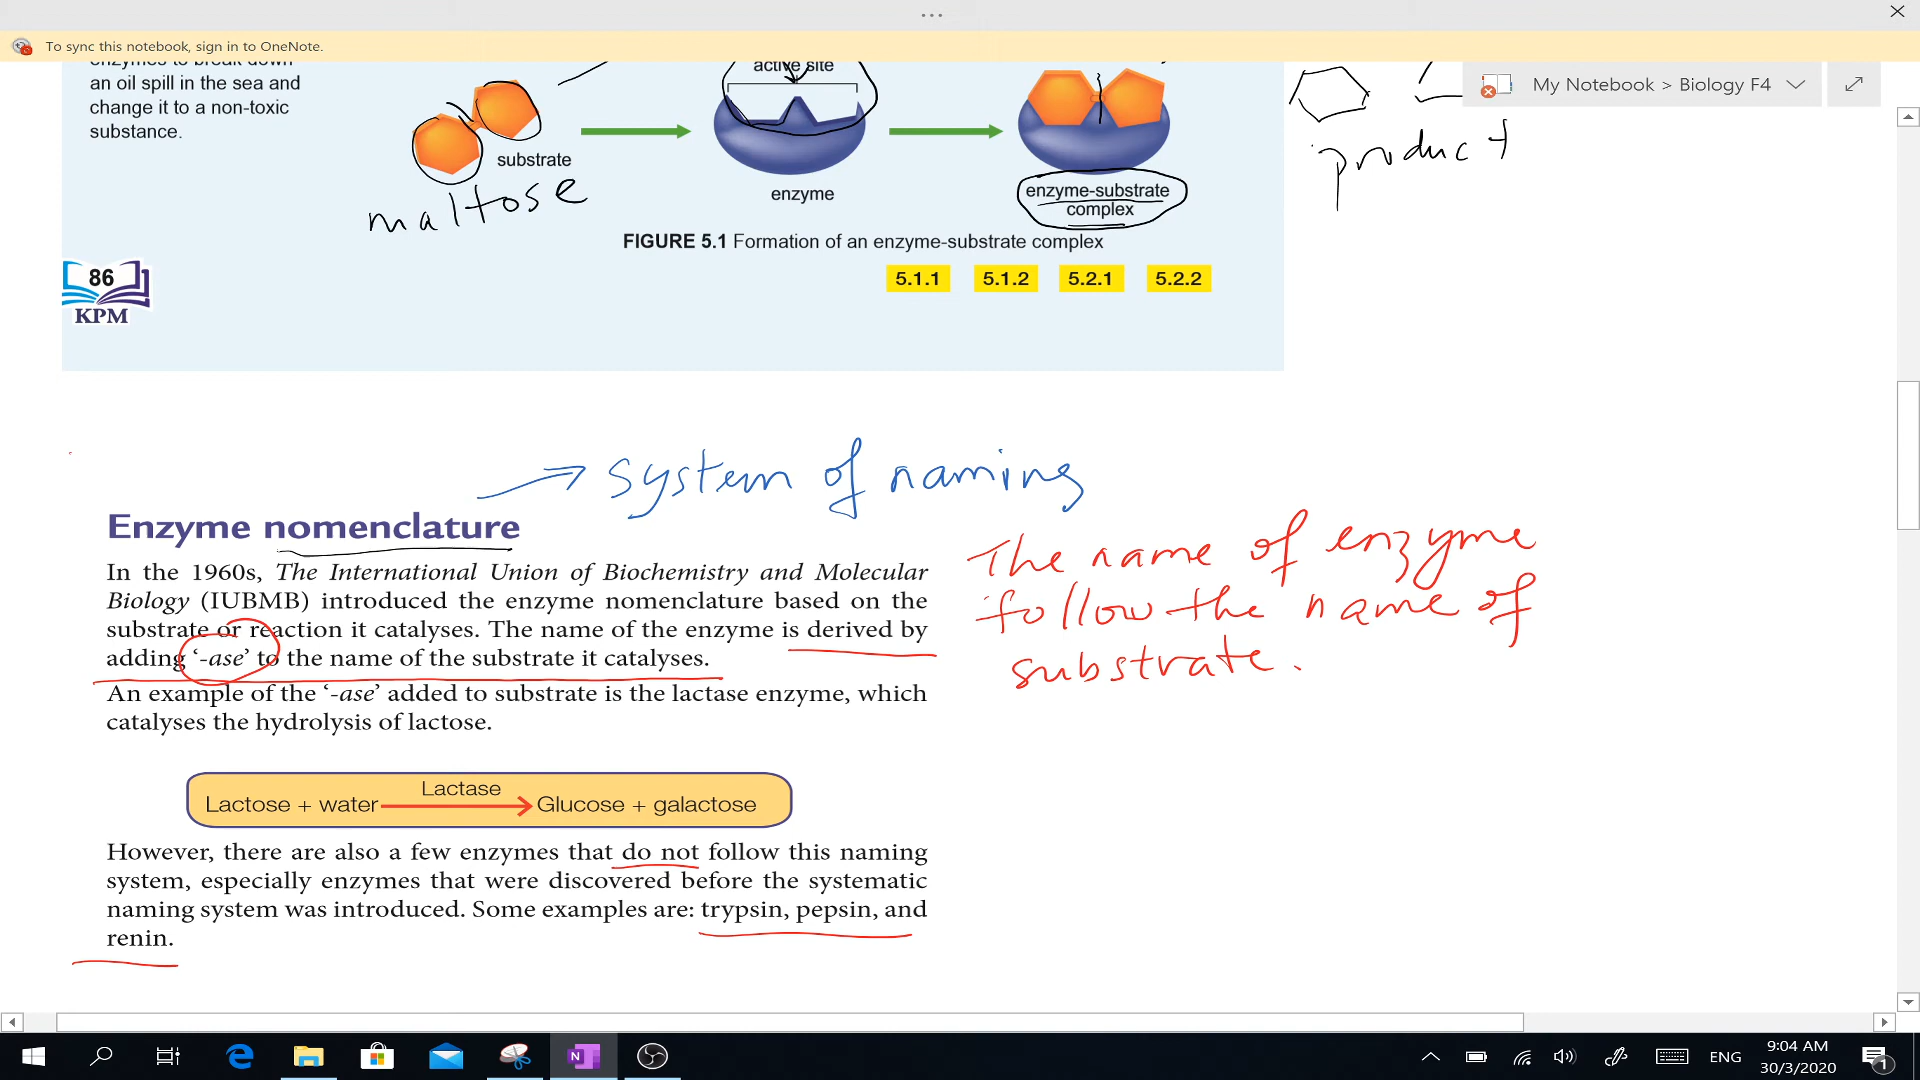 To sync this notebook, sign in to OneNote.
My Notebook > Biology F4
enzymes to break down
an oil spill in the sea and
change it to a non-toxic
substance.
active site
substrate
maltose
enzyme
enzyme-substrate
complex
product
FIGURE 5.1 Formation of an enzyme-substrate complex
5.1.1 5.1.2 5.2.1 5.2.2
86
KPM
System of naming
Enzyme nomenclature
In the 1960s, The International Union of Biochemistry and Molecular
Biology (IUBMB) introduced the enzyme nomenclature based on the
substrate or reaction it catalyses. The name of the enzyme is derived by
adding ‘-ase’ to the name of the substrate it catalyses.
An example of the ‘-ase’ added to substrate is the lactase enzyme, which
catalyses the hydrolysis of lactose.
The name of enzyme
follow the name of
substrate.
Lactase
Lactose + water Glucose + galactose
However, there are also a few enzymes that do not follow this naming
system, especially enzymes that were discovered before the systematic
naming system was introduced. Some examples are: trypsin, pepsin, and
renin.
ENG
9:04 AM
30/3/2020
1